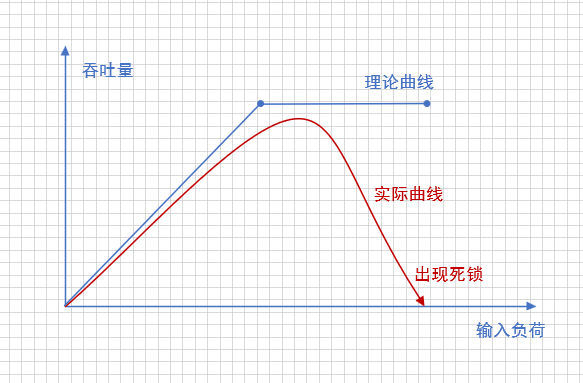 吞吐量
理论曲线
实际曲线
出现死锁
输入负荷